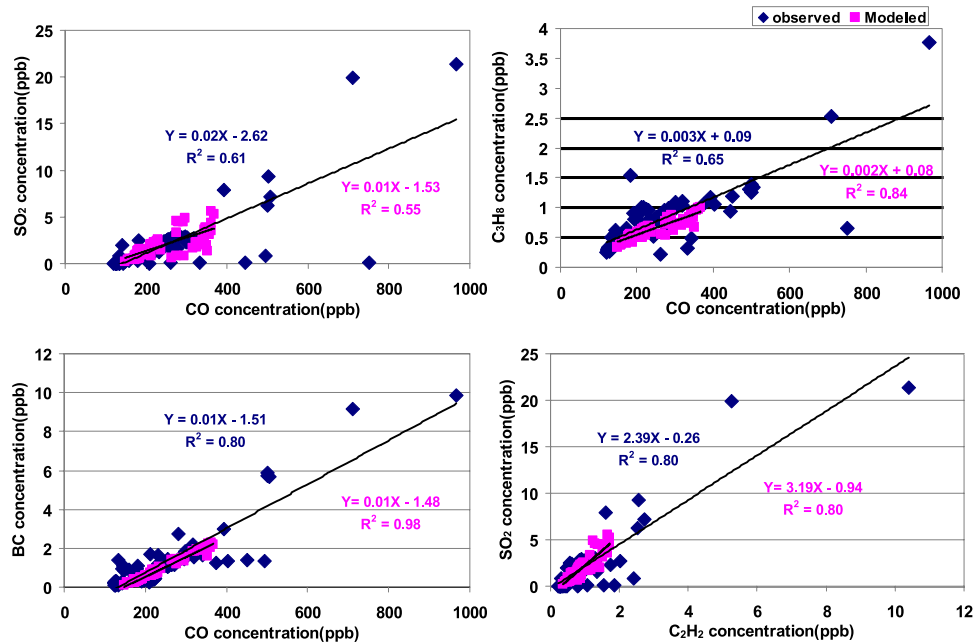 observed Modeled
SO₂ concentration(ppb)
25
20
15
10
5
0
0 200 400 600 800 1000
CO concentration(ppb)
Y = 0.02X - 2.62
R² = 0.61
Y= 0.01X - 1.53
R² = 0.55
C₃H₈ concentration(ppb)
4
3.5
3
2.5
2
1.5
1
0.5
0
0 200 400 600 800 1000
CO concentration(ppb)
Y = 0.003X + 0.09
R² = 0.65
Y= 0.002X + 0.08
R² = 0.84
BC concentration(ppb)
12
10
8
6
4
2
0
0 200 400 600 800 1000
CO concentration(ppb)
Y = 0.01X - 1.51
R² = 0.80
Y= 0.01X - 1.48
R² = 0.98
SO₂ concentration(ppb)
25
20
15
10
5
0
0 2 4 6 8 10 12
C₂H₂ concentration(ppb)
Y = 2.39X - 0.26
R² = 0.80
Y= 3.19X - 0.94
R² = 0.80